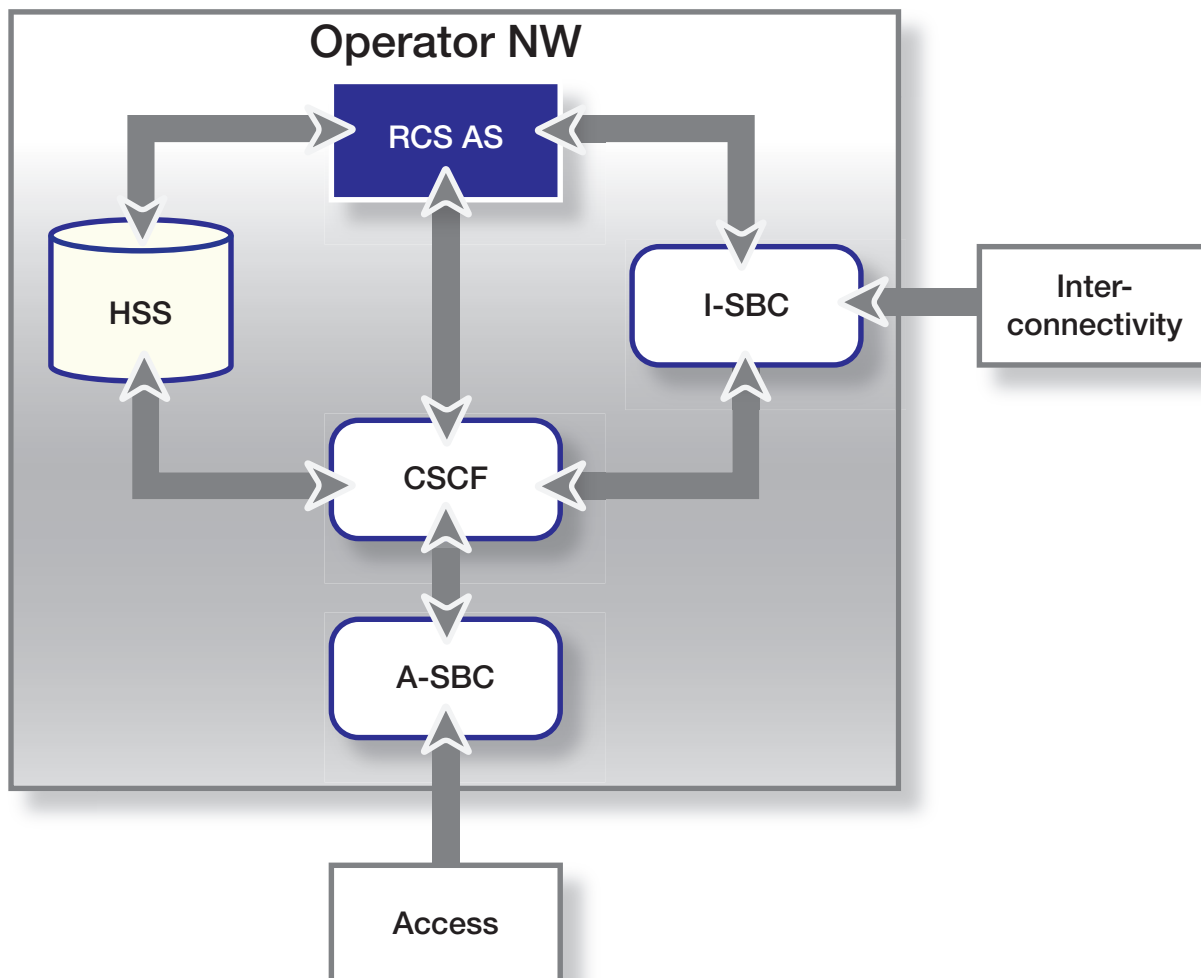 Operator NW
RCS AS
HSS
I-SBC
Inter-
connectivity
CSCF
A-SBC
Access